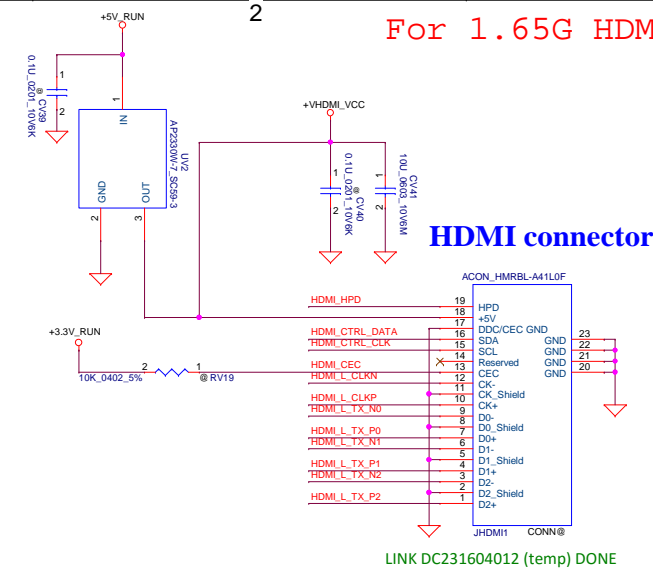 2
+5V_RUN
For 1.65G HDM
0.1U_0201_10V6K
@ CV39
1
2
1
IN
UV2
AP2330W-7_SC59-3
GND
OUT
2
3
+VHDMI_VCC
0.1U_0201_10V6K
@ CV40
1
2
10U_0603_10V6M
CV41
1
2
HDMI connector
ACON_HMRBL-A41L0F
HDMI_HPD 19 HPD
18 +5V
17 DDC/CEC GND
HDMI_CTRL_DATA 16 SDA GND 23
HDMI_CTRL_CLK 15 SCL GND 22
14 Reserved GND 21
HDMI_CEC 13 CEC GND 20
+3.3V_RUN
2 1
10K_0402_5% @ RV19
HDMI_L_CLKN 12 CK-
11 CK_Shield
HDMI_L_CLKP 10 CK+
HDMI_L_TX_N0 9 D0-
8 D0_Shield
HDMI_L_TX_P0 7 D0+
HDMI_L_TX_N1 6 D1-
5 D1_Shield
HDMI_L_TX_P1 4 D1+
HDMI_L_TX_N2 3 D2-
2 D2_Shield
HDMI_L_TX_P2 1 D2+
JHDMI1 CONN@
LINK DC231604012 (temp) DONE